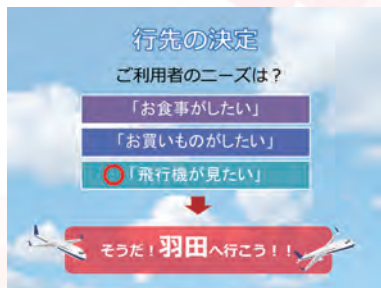 行先の決定
ご利用者のニーズは？
「お食事がしたい」
「お買いものがしたい」
「飛行機が見たい」
そうだ！羽田へ行こう！！